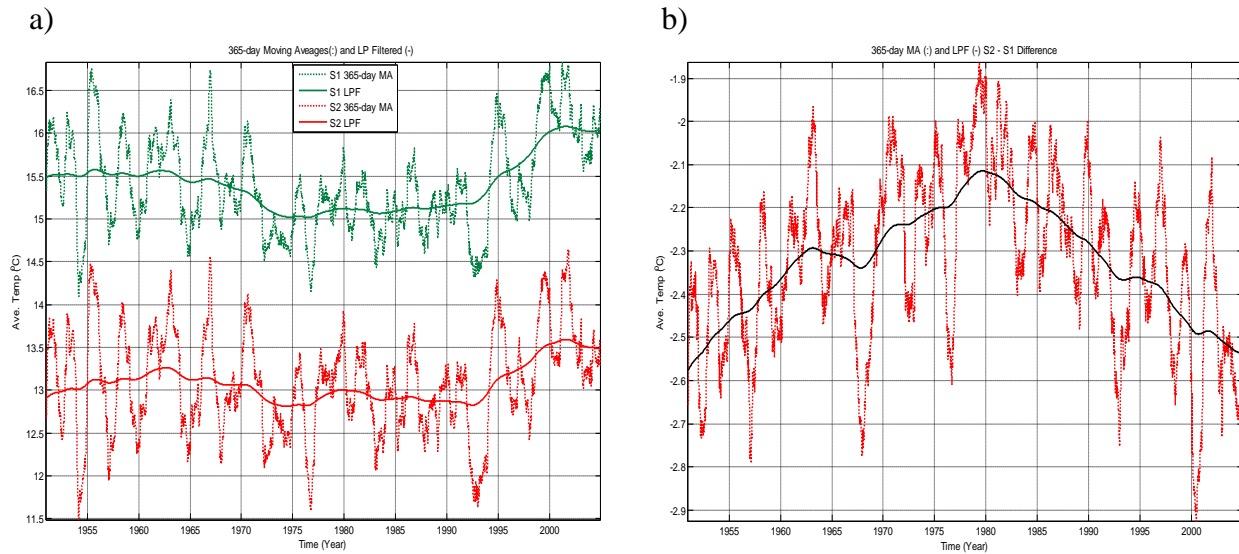 a)
365-day Moving Aveages(:) and LP Filtered (-)
S1 365-day MA
S1 LPF
S2 365-day MA
S2 LPF
Ave. Temp (⁰C)
16.5
16
15.5
15
14.5
14
13.5
13
12.5
12
11.5
1955 1960 1965 1970 1975 1980 1985 1990 1995 2000
Time (Year)
b)
365-day MA (:) and LPF (-) S2 - S1 Difference
Ave. Temp (⁰C)
-1.9
-2
-2.1
-2.2
-2.3
-2.4
-2.5
-2.6
-2.7
-2.8
-2.9
1955 1960 1965 1970 1975 1980 1985 1990 1995 2000
Time (Year)